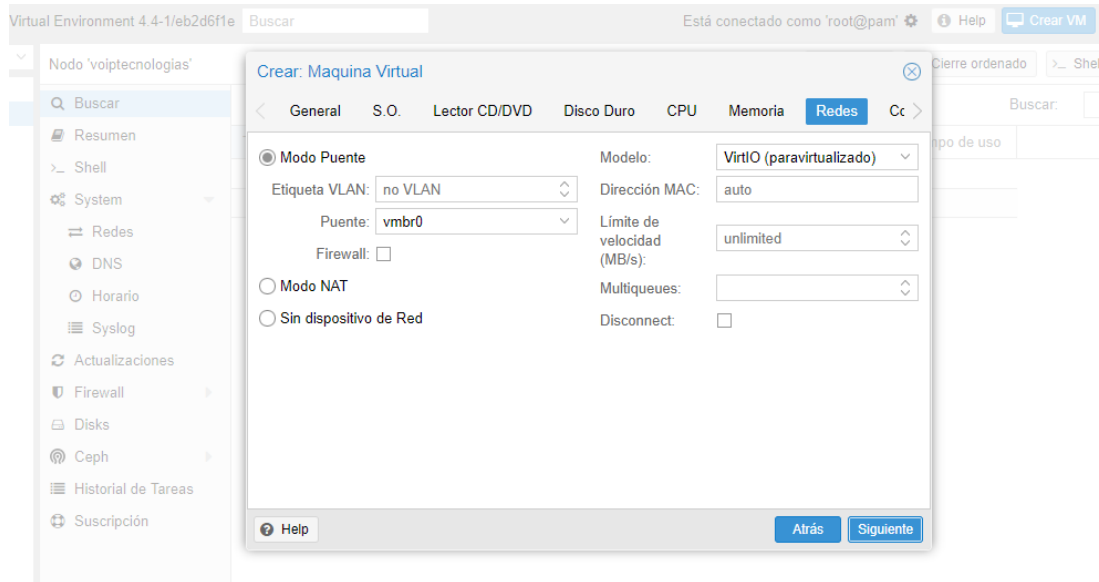 Virtual Environment 4.4-1/eb2d6f1e Buscar Está conectado como 'root@pam' Help Crear VM
Nodo 'voiptecnologias' Cierre ordenado >_ Shel
Buscar
Resumen
>_ Shell
System
Redes
DNS
Horario
Syslog
Actualizaciones
Firewall
Disks
Ceph
Historial de Tareas
Suscripción
Buscar:
po de uso
Crear: Maquina Virtual
General S.O. Lector CD/DVD Disco Duro CPU Memoria Redes Cc
Modo Puente
Etiqueta VLAN: no VLAN
Puente: vmbr0
Firewall:
Modo NAT
Sin dispositivo de Red
Modelo: VirtIO (paravirtualizado)
Dirección MAC: auto
Límite de
velocidad
(MB/s):
unlimited
Multiqueues:
Disconnect:
Help Atrás Siguiente